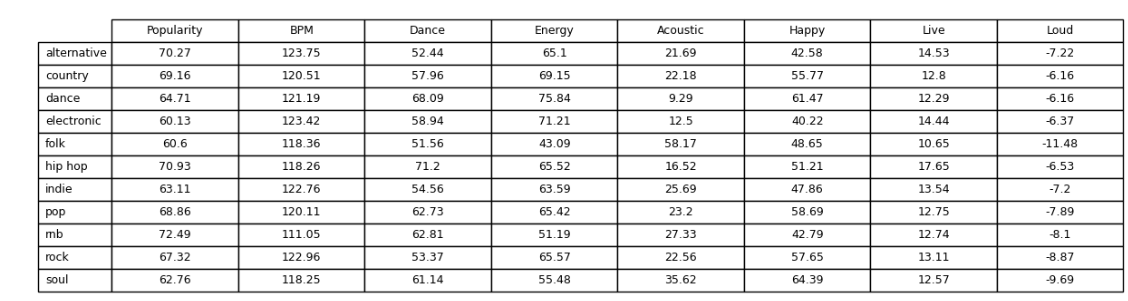 Popularity BPM Dance Energy Acoustic Happy Live Loud
alternative 70.27 123.75 52.44 65.1 21.69 42.58 14.53 -7.22
country 69.16 120.51 57.96 69.15 22.18 55.77 12.8 -6.16
dance 64.71 121.19 68.09 75.84 9.29 61.47 12.29 -6.16
electronic 60.13 123.42 58.94 71.21 12.5 40.22 14.44 -6.37
folk 60.6 118.36 51.56 43.09 58.17 48.65 10.65 -11.48
hip hop 70.93 118.26 71.2 65.52 16.52 51.21 17.65 -6.53
indie 63.11 122.76 54.56 63.59 25.69 47.86 13.54 -7.2
pop 68.86 120.11 62.73 65.42 23.2 58.69 12.75 -7.89
rnb 72.49 111.05 62.81 51.19 27.33 42.79 12.74 -8.1
rock 67.32 122.96 53.37 65.57 22.56 57.65 13.11 -8.87
soul 62.76 118.25 61.14 55.48 35.62 64.39 12.57 -9.69